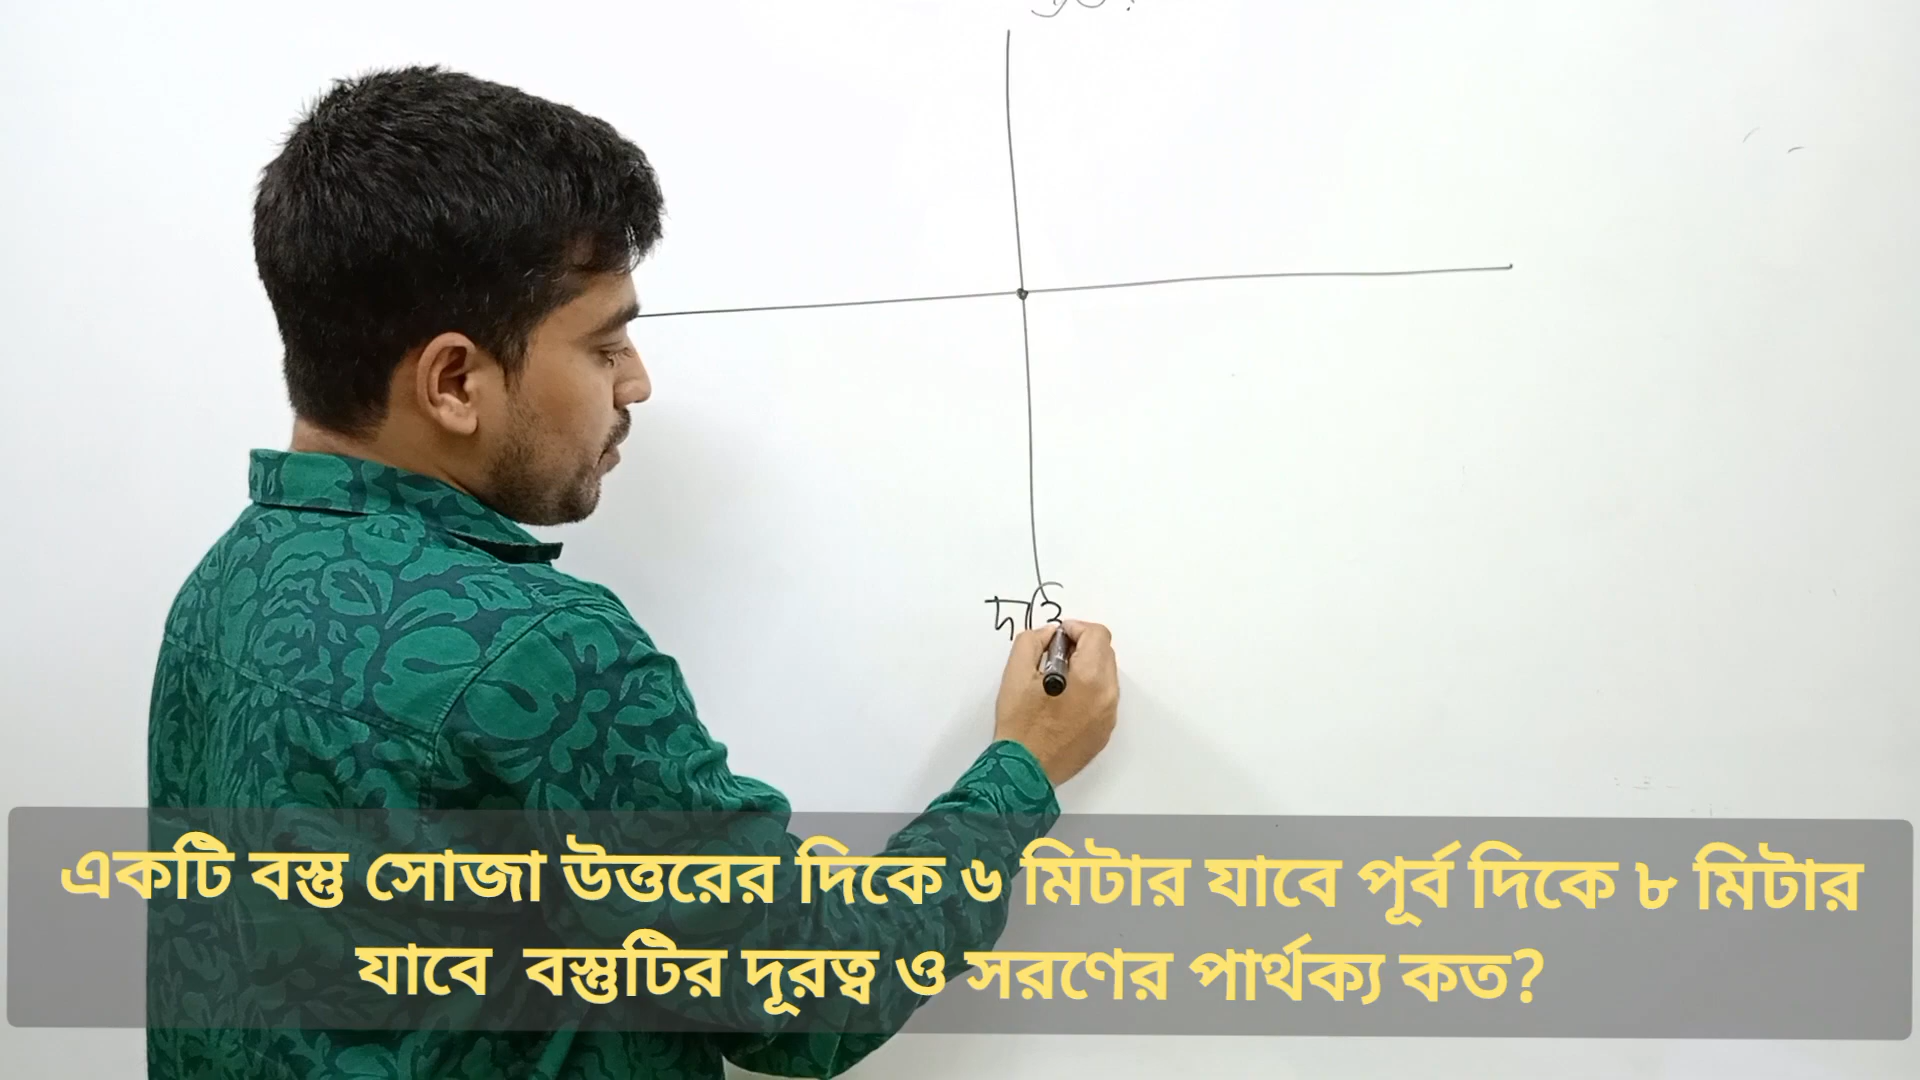 একটি বস্তু সোজা উত্তরের দিকে ৬ মিটার যাবে পূর্ব দিকে ৮ মিটার
যাবে বস্তুটির দূরত্ব ও সরণের পার্থক্য কত?